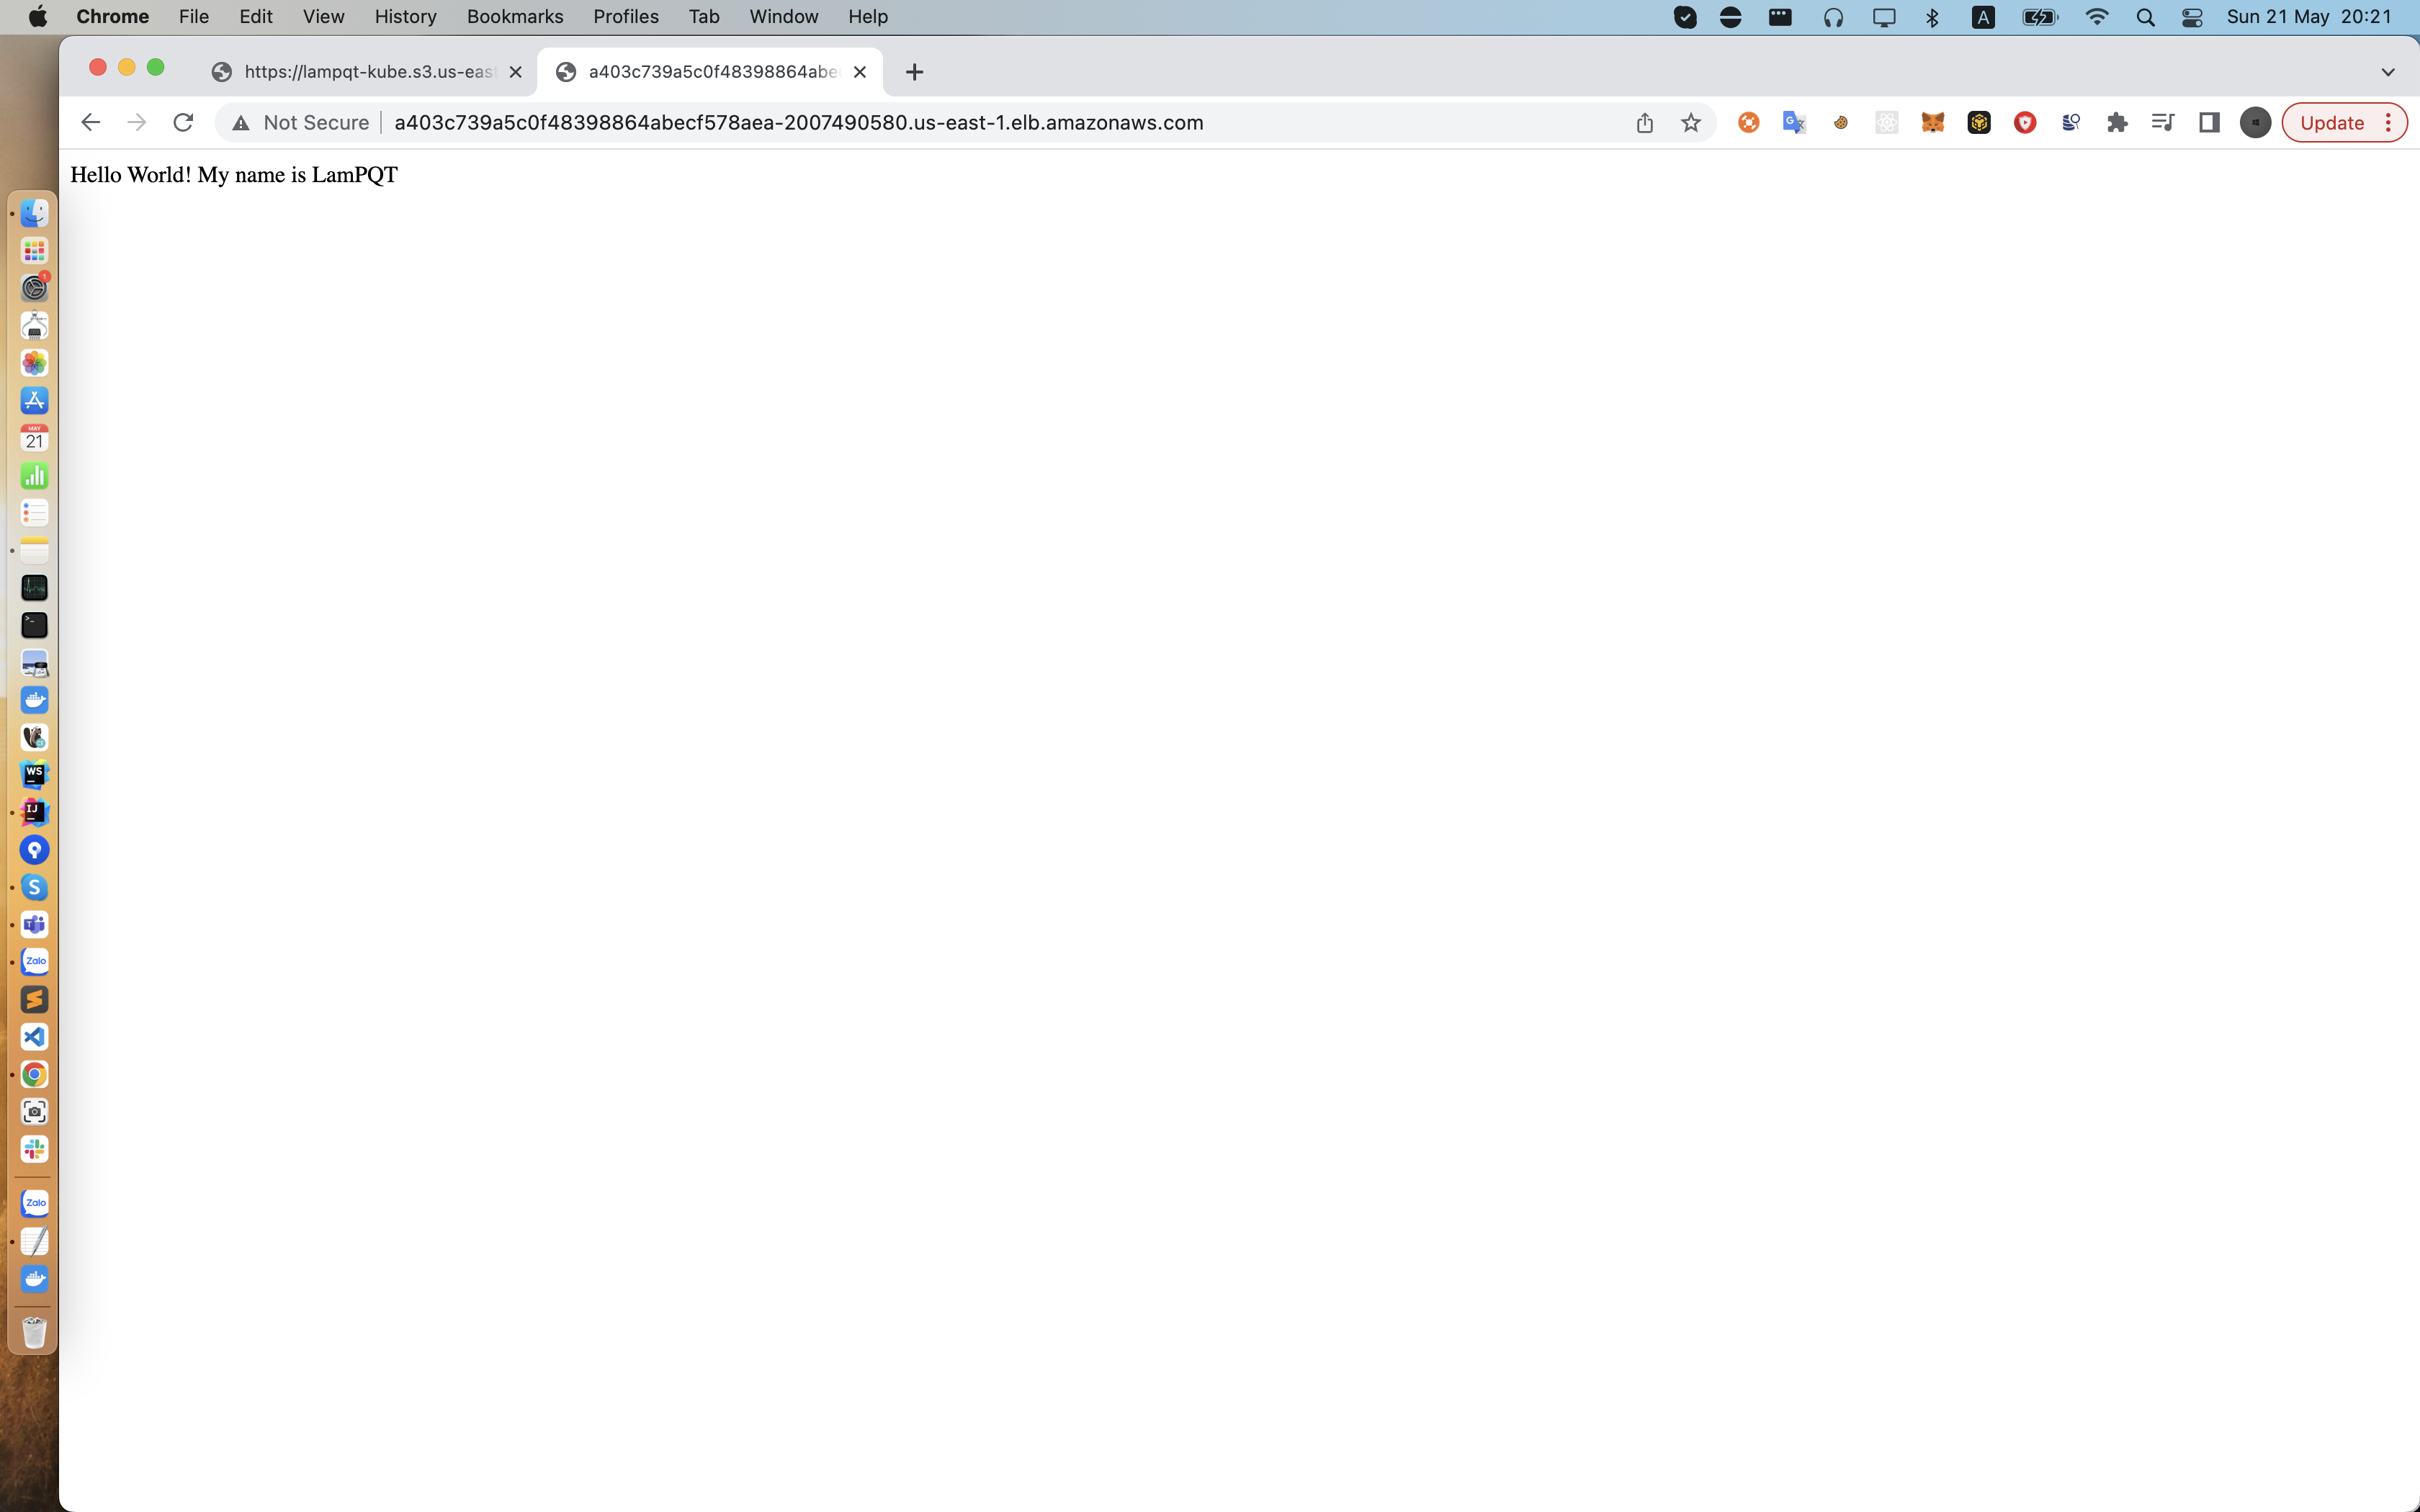 Chrome File Edit View History Bookmarks Profiles Tab Window Help A Sun 21 May 20:21
https://lampqt-kube.s3.us-east a403c739a5c0f48398864abe
Not Secure a403c739a5c0f48398864abecf578aea-2007490580.us-east-1.elb.amazonaws.com Update
Hello World! My name is LamPQT
1
MAY
21
WS
IJ
S
T
Zalo
Zalo